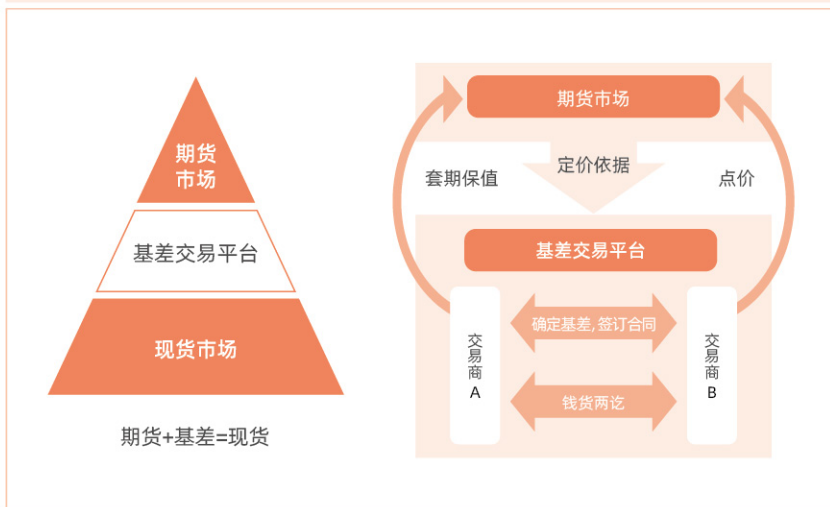 期货
市场
基差交易平台
现货市场
期货+基差=现货
期货市场
套期保值
定价依据
点价
基差交易平台
交易商A
确定基差,签订合同
钱货两讫
交易商B